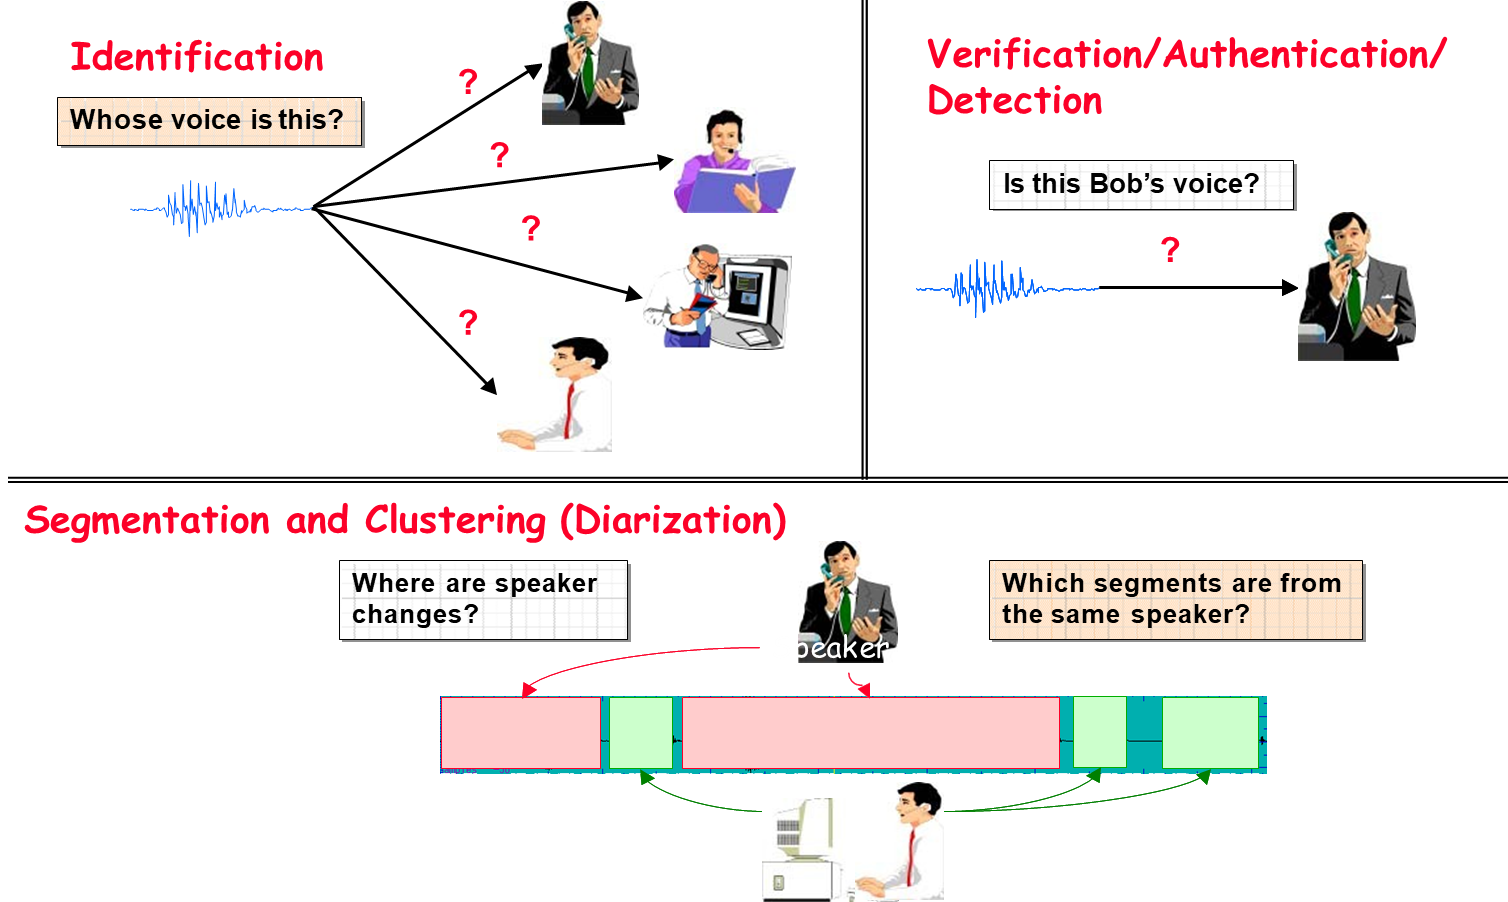 Identification
Whose voice is this?
?
?
?
?
Verification/Authentication/
Detection
Is this Bob's voice?
?
Segmentation and Clustering (Diarization)
Where are speaker
changes?
Which segments are from
the same speaker?
peaker